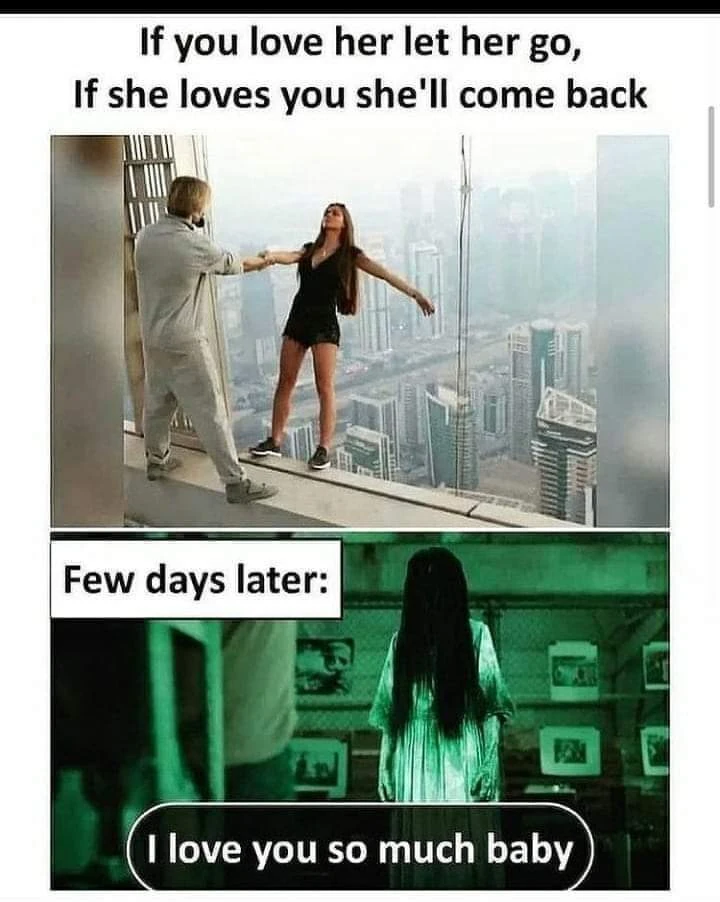 If you love her let her go,
If she loves you she'll come back
Few days later:
I love you so much baby